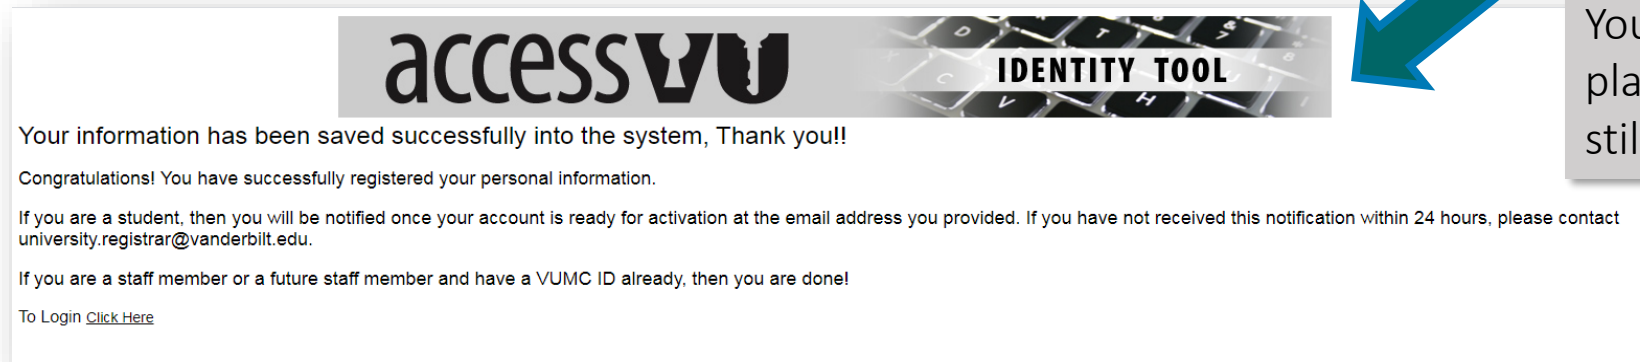 accessVU
IDENTITY TOOL
Your information has been saved successfully into the system, Thank you!!
Congratulations! You have successfully registered your personal information.
If you are a student, then you will be notified once your account is ready for activation at the email address you provided. If you have not received this notification within 24 hours, please contact
university.registrar@vanderbilt.edu.
If you are a staff member or a future staff member and have a VUMC ID already, then you are done!
To Login Click Here